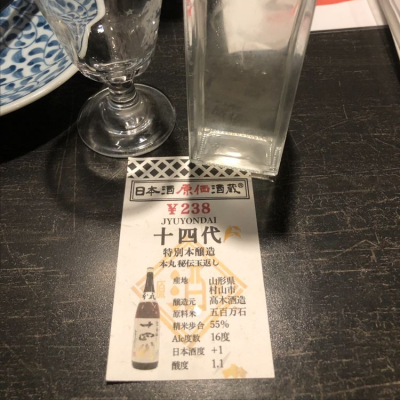 日本酒原価酒蔵®
¥238
JYUYONDAI
十四代
特別本醸造
本丸 秘伝玉返し
産地 山形県
村山市
醸造元 高木酒造
原料米 五百万石
精米歩合 55%
Alc度数 16度
日本酒度 +1
酸度 1.1
十四代